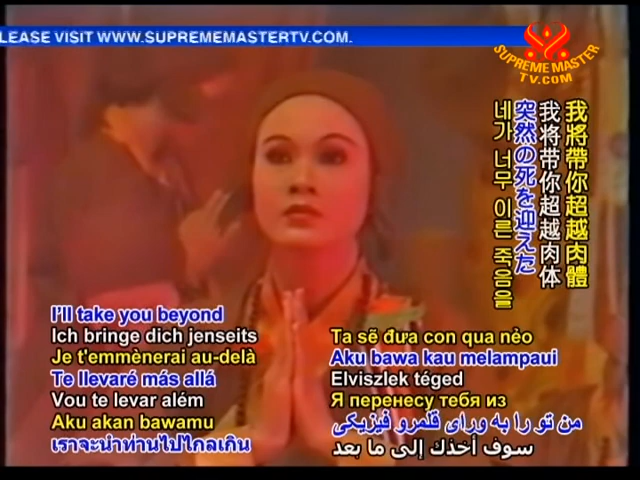 LEASE VISIT WWW.SUPREMEMASTERTV.COM.
SUPREME MASTER
TV.COM
我將帶你超越肉體
我将带你超越肉体
突然の死を迎えた
네가 너무 이른 죽음을
I'll take you beyond
Ich bringe dich jenseits
Je t'emmènerai au-delà
Te llevaré más allá
Vou te levar além
Aku akan bawamu
เราจะนำท่านไปไกลเกิน
Ta sẽ đưa con qua nẻo
Aku bawa kau melampaui
Elviszlek téged
Я перенесу тебя из
من تو را به ورای قلمرو فیزیکی
سوف أخذك إلى ما بعد